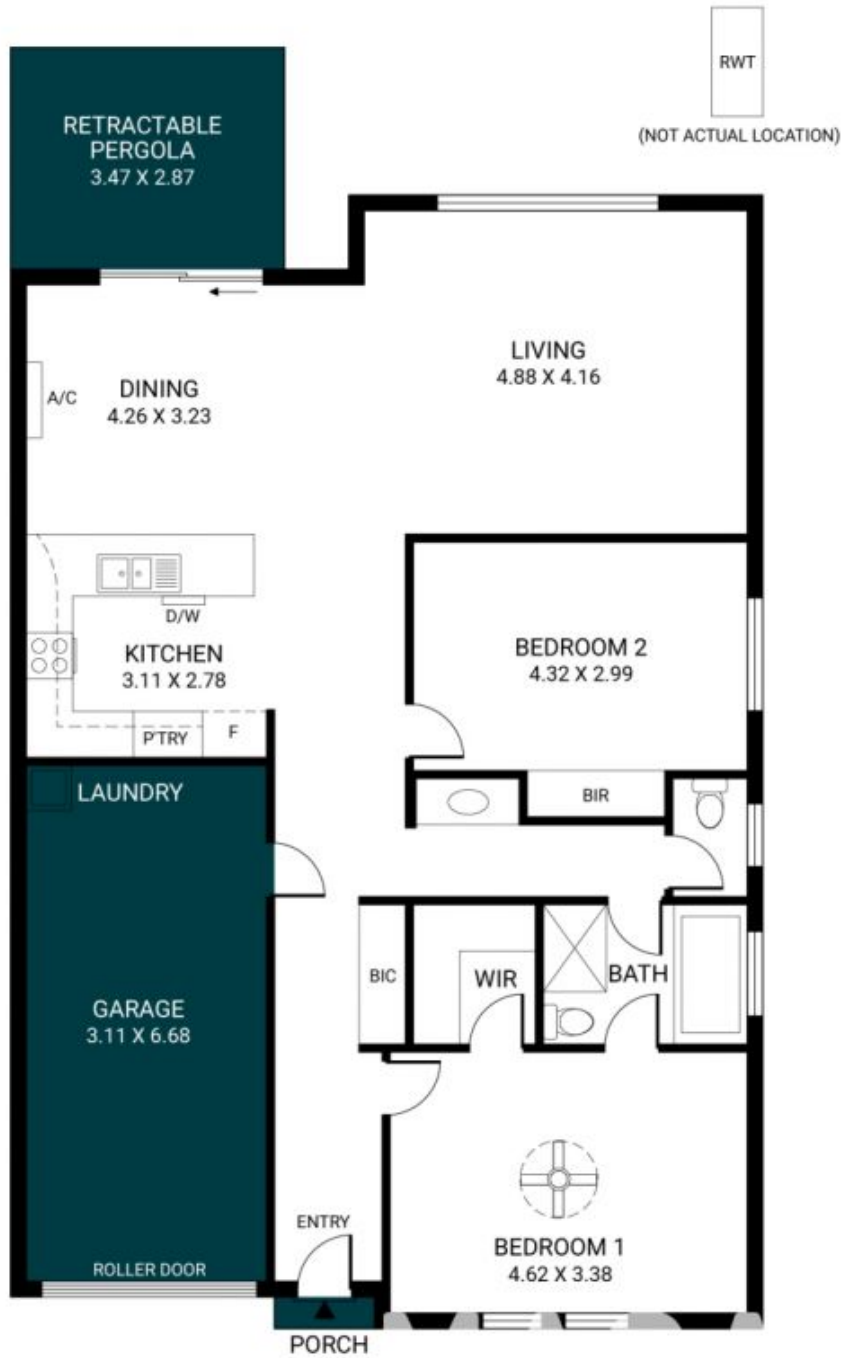 RWT
(NOT ACTUAL LOCATION)
RETRACTABLE
PERGOLA
3.47 X 2.87
LIVING
4.88 X 4.16
DINING
4.26 X 3.23
A/C
D/W
KITCHEN
3.11 X 2.78
P'TRY
F
BEDROOM 2
4.32 X 2.99
BIR
LAUNDRY
GARAGE
3.11 X 6.68
BIC
WIR
BATH
ENTRY
BEDROOM 1
4.62 X 3.38
ROLLER DOOR
PORCH